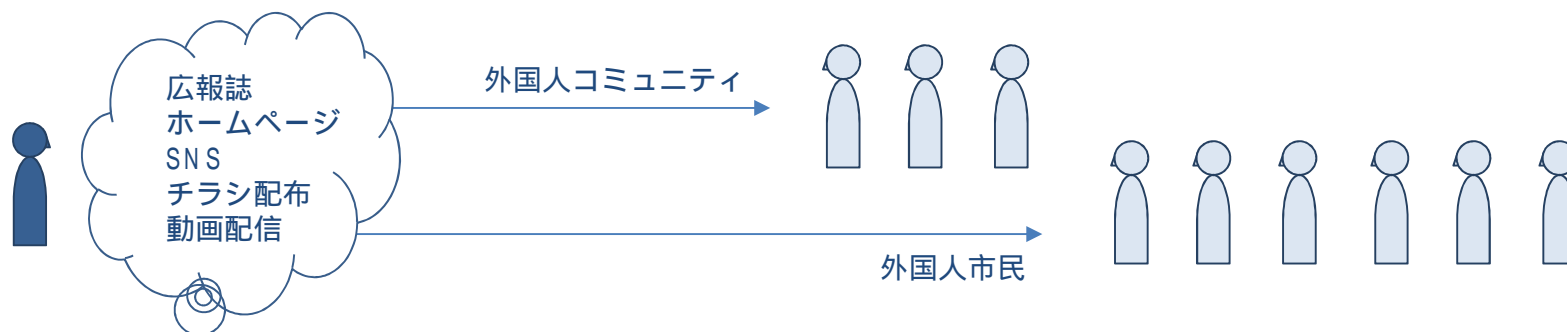 広報誌
ホームページ
SNS
チラシ配布
動画配信
外国人コミュニティ
外国人市民